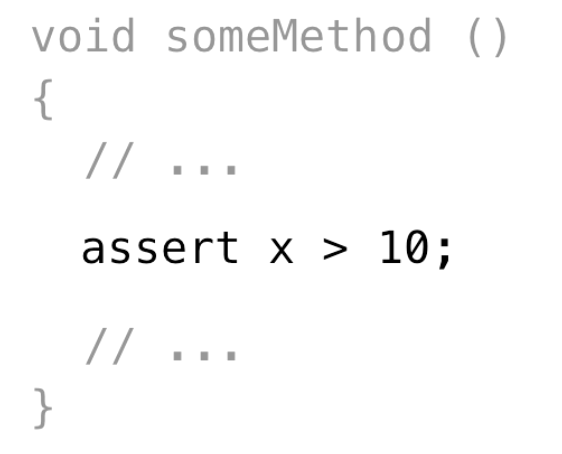 void someMethod ()
{
// ...
assert x > 10;
// ...
}